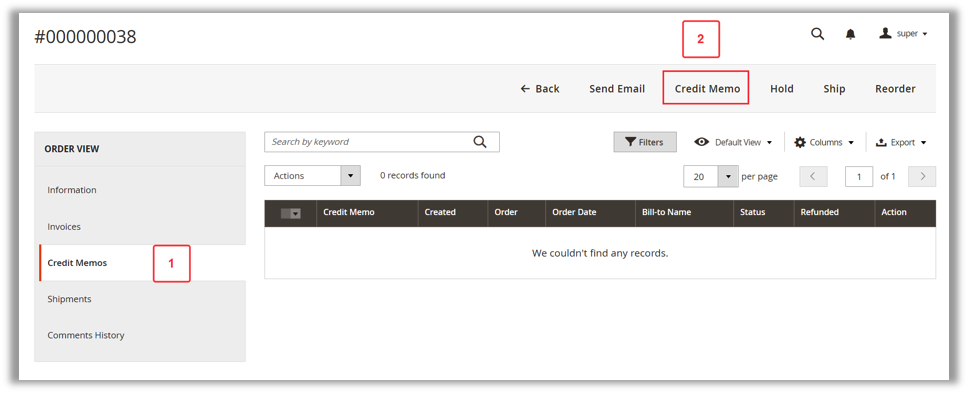 #000000038
2
super
Back
Send Email
Credit Memo
Hold
Ship
Reorder
ORDER VIEW
Information
Invoices
Credit Memos
1
Shipments
Comments History
Search by keyword
Filters
Default View
Columns
Export
Actions
0 records found
20
per page
1
of 1
Credit Memo
Created
Order
Order Date
Bill-to Name
Status
Refunded
Action
We couldn't find any records.